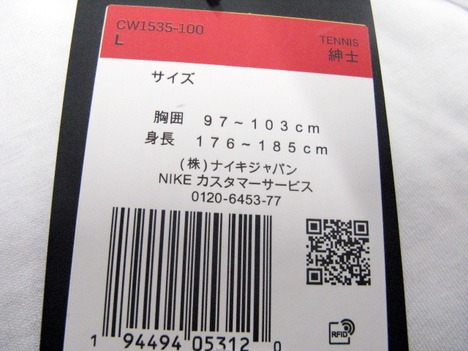 CW1535-100
L
TENNIS
紳士
サイズ
胸囲 97~103cm
身長 176~185cm
(株)ナイキジャパン
NIKE カスタマーサービス
0120-6453-77
RFID
1 94494 05312 0